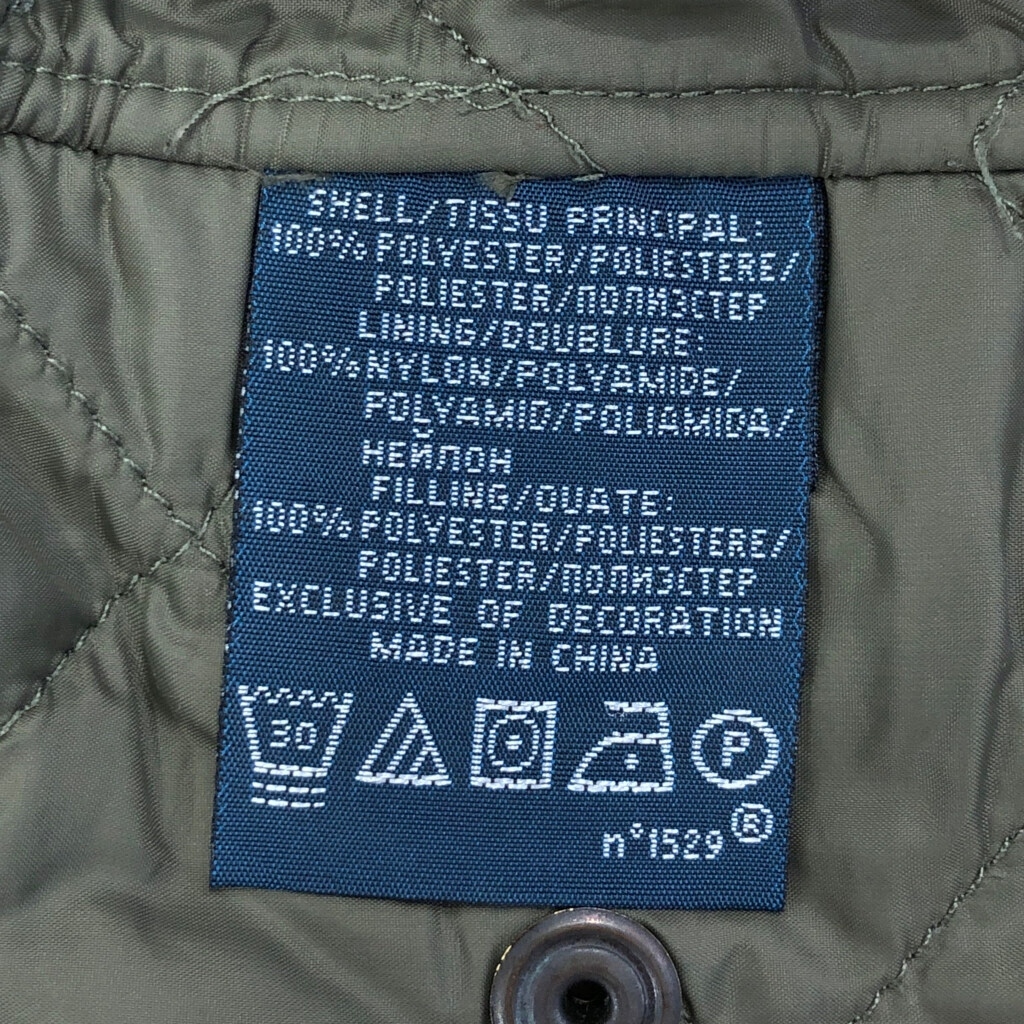 SHELL/TISSU PRINCIPAL:
100% POLYESTER/POLIESTERE/
POLIESTER/ПОЛИЭСТЕР
LINING/DOUBLURE:
100% NYLON/POLYAMIDE/
POLYAMID/POLIAMIDA/
НЕЙЛОН
FILLING/OUATE:
100% POLYESTER/POLIESTERE/
POLIESTER/ПОЛИЭСТЕР
EXCLUSIVE OF DECORATION
MADE IN CHINA
30 P
n°1529 ®